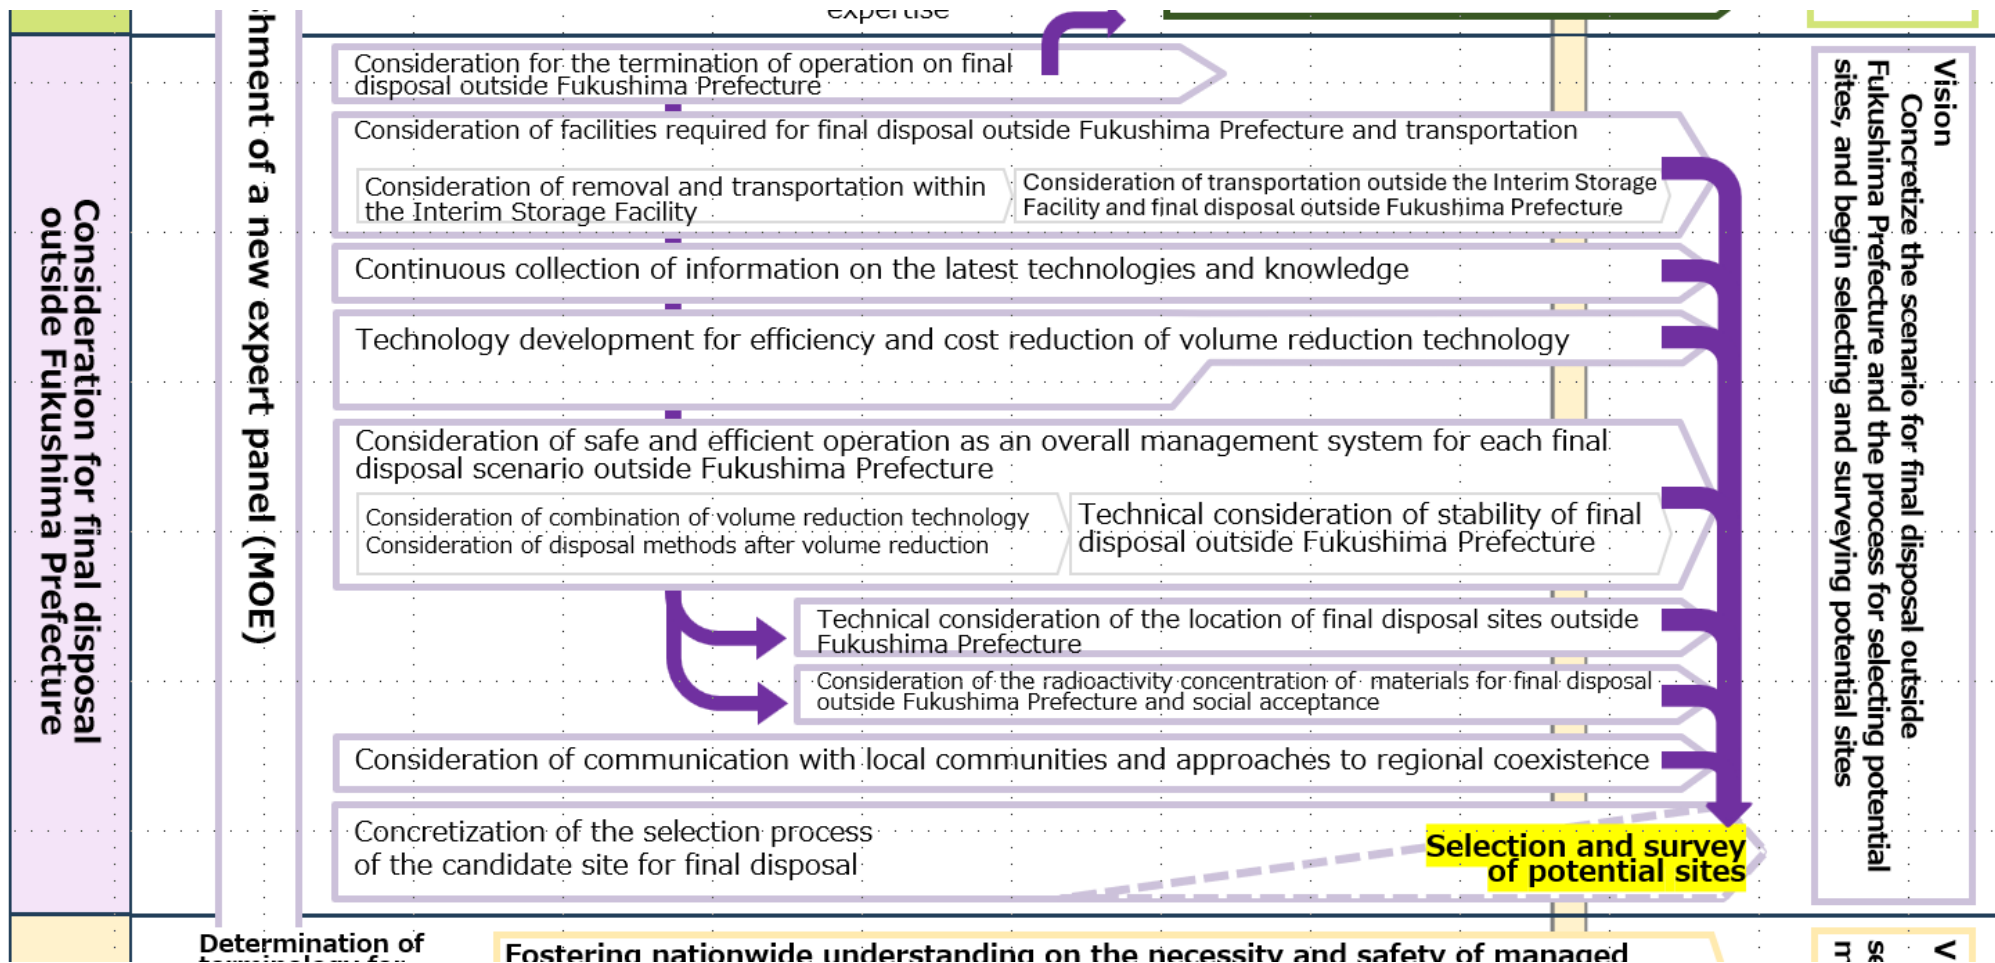 expertise
Consideration for final disposal
outside Fukushima Prefecture
hment of a new expert panel (MOE)
Consideration for the termination of operation on final
disposal outside Fukushima Prefecture
Consideration of facilities required for final disposal outside Fukushima Prefecture and transportation
Consideration of removal and transportation within
the Interim Storage Facility
Consideration of transportation outside the Interim Storage
Facility and final disposal outside Fukushima Prefecture
Continuous collection of information on the latest technologies and knowledge
Technology development for efficiency and cost reduction of volume reduction technology
Consideration of safe and efficient operation as an overall management system for each final
disposal scenario outside Fukushima Prefecture
Consideration of combination of volume reduction technology
Consideration of disposal methods after volume reduction
Technical consideration of stability of final
disposal outside Fukushima Prefecture
Technical consideration of the location of final disposal sites outside
Fukushima Prefecture
Consideration of the radioactivity concentration of materials for final disposal
outside Fukushima Prefecture and social acceptance
Consideration of communication with local communities and approaches to regional coexistence
Concretization of the selection process
of the candidate site for final disposal
Selection and survey
of potential sites
Vision
Concretize the scenario for final disposal outside
Fukushima Prefecture and the process for selecting potential
sites, and begin selecting and surveying potential sites
Determination of
terminology for
Fostering nationwide understanding on the necessity and safety of managed
V
se
m